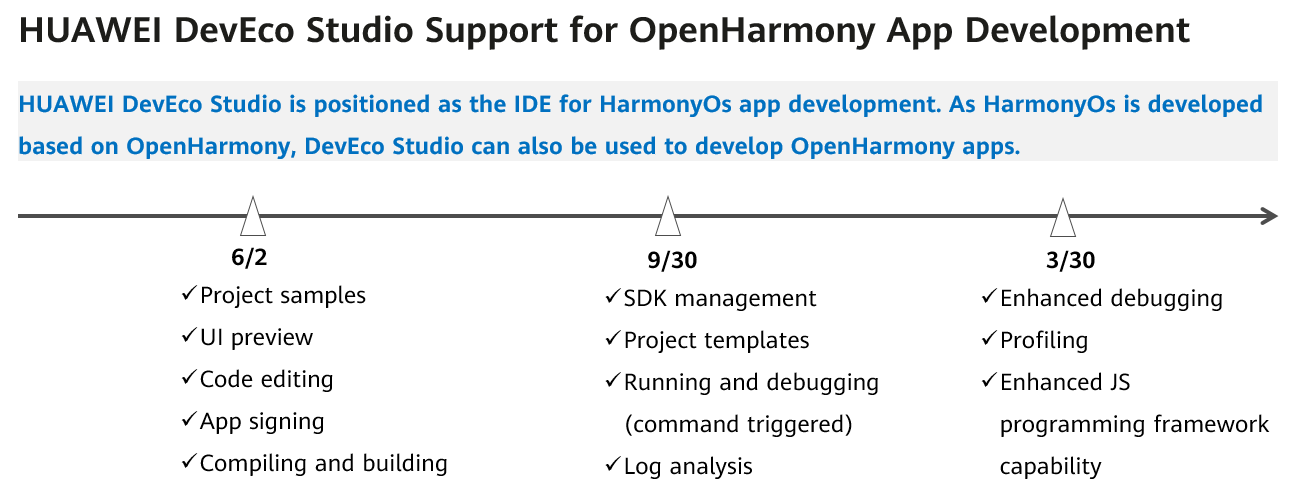 HUAWEI DevEco Studio Support for OpenHarmony App Development
HUAWEI DevEco Studio is positioned as the IDE for HarmonyOs app development. As HarmonyOs is developed
based on OpenHarmony, DevEco Studio can also be used to develop OpenHarmony apps.
6/2
✓Project samples
✓UI preview
✓Code editing
✓App signing
✓Compiling and building
9/30
✓SDK management
✓Project templates
✓Running and debugging
(command triggered)
✓Log analysis
3/30
✓Enhanced debugging
✓Profiling
✓Enhanced JS
programming framework
capability